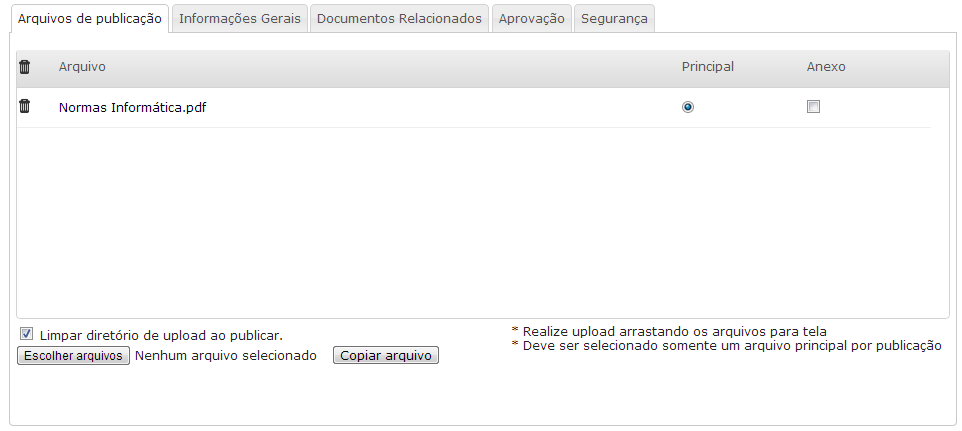 Arquivos de publicação Informações Gerais Documentos Relacionados Aprovação Segurança
Arquivo Principal Anexo
Normas Informática.pdf
Limpar diretório de upload ao publicar.
* Realize upload arrastando os arquivos para tela
* Deve ser selecionado somente um arquivo principal por publicação
Escolher arquivos Nenhum arquivo selecionado Copiar arquivo